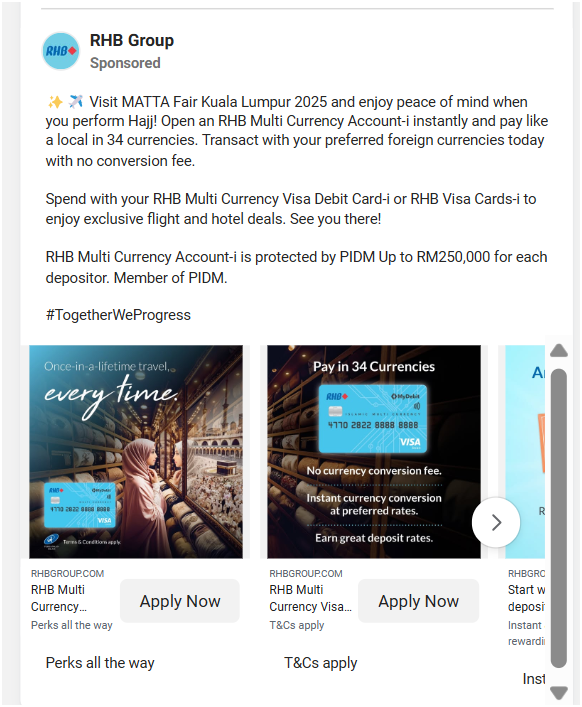 RHB
RHB Group
Sponsored
✨ ✈️ Visit MATTA Fair Kuala Lumpur 2025 and enjoy peace of mind when
you perform Hajj! Open an RHB Multi Currency Account-i instantly and pay like
a local in 34 currencies. Transact with your preferred foreign currencies today
with no conversion fee.
Spend with your RHB Multi Currency Visa Debit Card-i or RHB Visa Cards-i to
enjoy exclusive flight and hotel deals. See you there!
RHB Multi Currency Account-i is protected by PIDM Up to RM250,000 for each
depositor. Member of PIDM.
#TogetherWeProgress
Once-in-a-lifetime travel,
every time.
RHB
MyDebit
4770 2822 8888 8888
VISA
Terms & Conditions apply.
Pay in 34 Currencies
RHB
MyDebit
ISLAMIC MULTI CURRENCY
4770 2822 8888 8888
VISA
No currency conversion fee.
Instant currency conversion
at preferred rates.
Earn great deposit rates.
RHBGROUP.COM
RHB Multi
Currency...
Perks all the way
Apply Now
RHBGROUP.COM
RHB Multi
Currency Visa...
T&Cs apply
Apply Now
RHBGRO
Start w
deposi
Instant
rewardi
Perks all the way
T&Cs apply
Inst